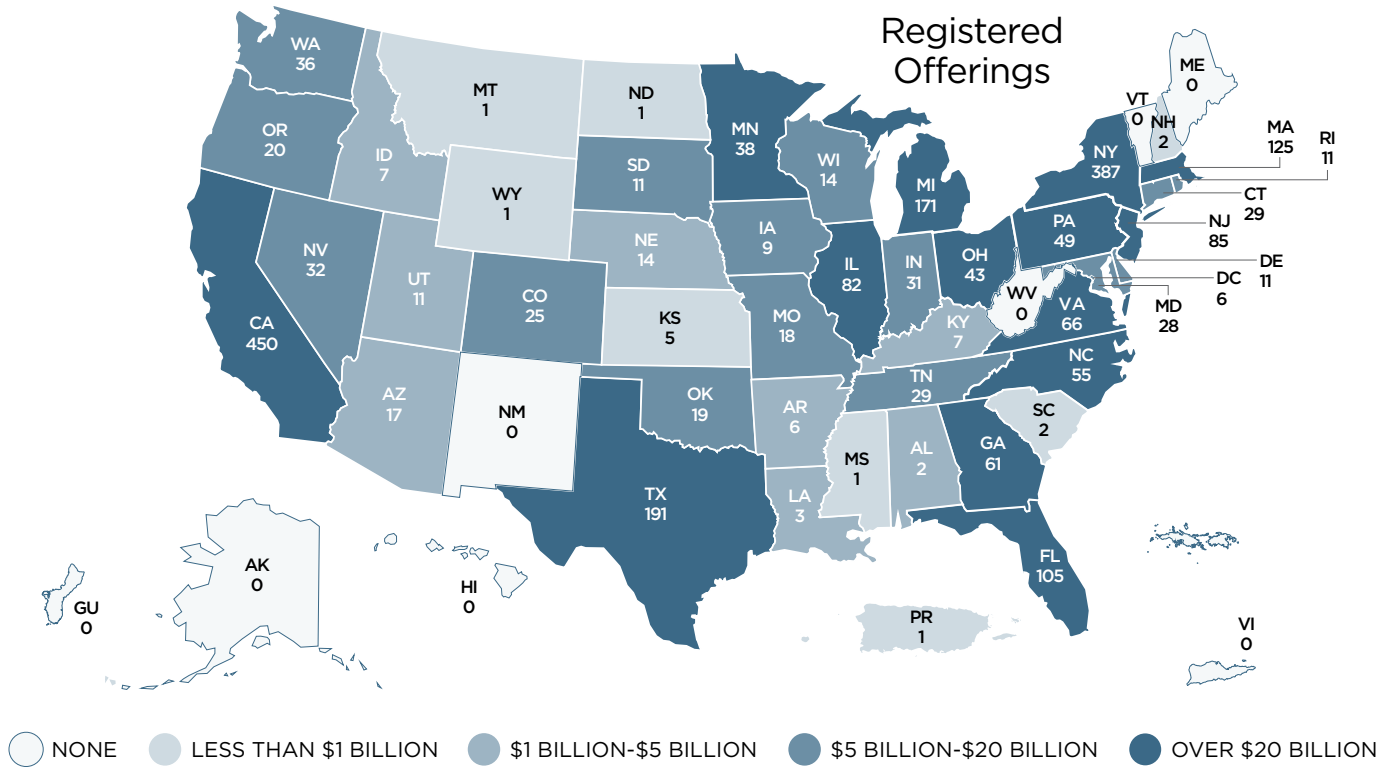 Registered
Offerings
WA
36
OR
20
CA
450
ID
7
NV
32
MT
1
WY
1
UT
11
AZ
17
CO
25
NM
0
ND
1
SD
11
NE
14
KS
5
OK
19
TX
191
MN
38
IA
9
MO
18
AR
6
LA
3
WI
14
IL
82
MI
171
IN
31
OH
43
KY
7
TN
29
MS
1
AL
2
GA
61
FL
105
SC
2
NC
55
VA
66
WV
0
PA
49
NY
387
VT
0
NH
2
ME
0
MA
125
RI
11
CT
29
NJ
85
DE
11
DC
6
MD
28
GU
0
AK
0
HI
0
PR
1
VI
0
NONE
LESS THAN $1 BILLION
$1 BILLION-$5 BILLION
$5 BILLION-$20 BILLION
OVER $20 BILLION